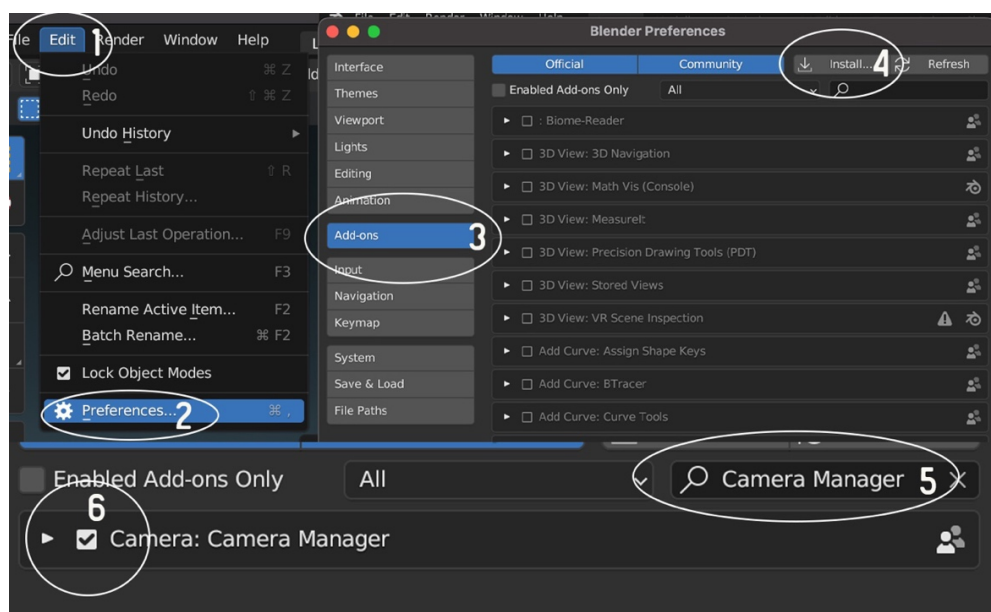 File Edit Render Window Help
File Edit Render Window Help
1
Undo ⌘ Z
Redo ⇧ ⌘ Z
Undo History
Repeat Last ⇧ R
Repeat History...
Adjust Last Operation... F9
Menu Search... F3
Rename Active Item... F2
Batch Rename... ⌘ F2
Lock Object Modes
Preferences... ⌘ ,
2
Blender Preferences
Interface
Themes
Viewport
Lights
Editing
Animation
Add-ons
3
Input
Navigation
Keymap
System
Save & Load
File Paths
Official Community Install... Refresh
4
Enabled Add-ons Only All
: Biome-Reader
3D View: 3D Navigation
3D View: Math Vis (Console)
3D View: MeasureIt
3D View: Precision Drawing Tools (PDT)
3D View: Stored Views
3D View: VR Scene Inspection
Add Curve: Assign Shape Keys
Add Curve: BTracer
Add Curve: Curve Tools
Enabled Add-ons Only All Camera Manager 5
6
Camera: Camera Manager